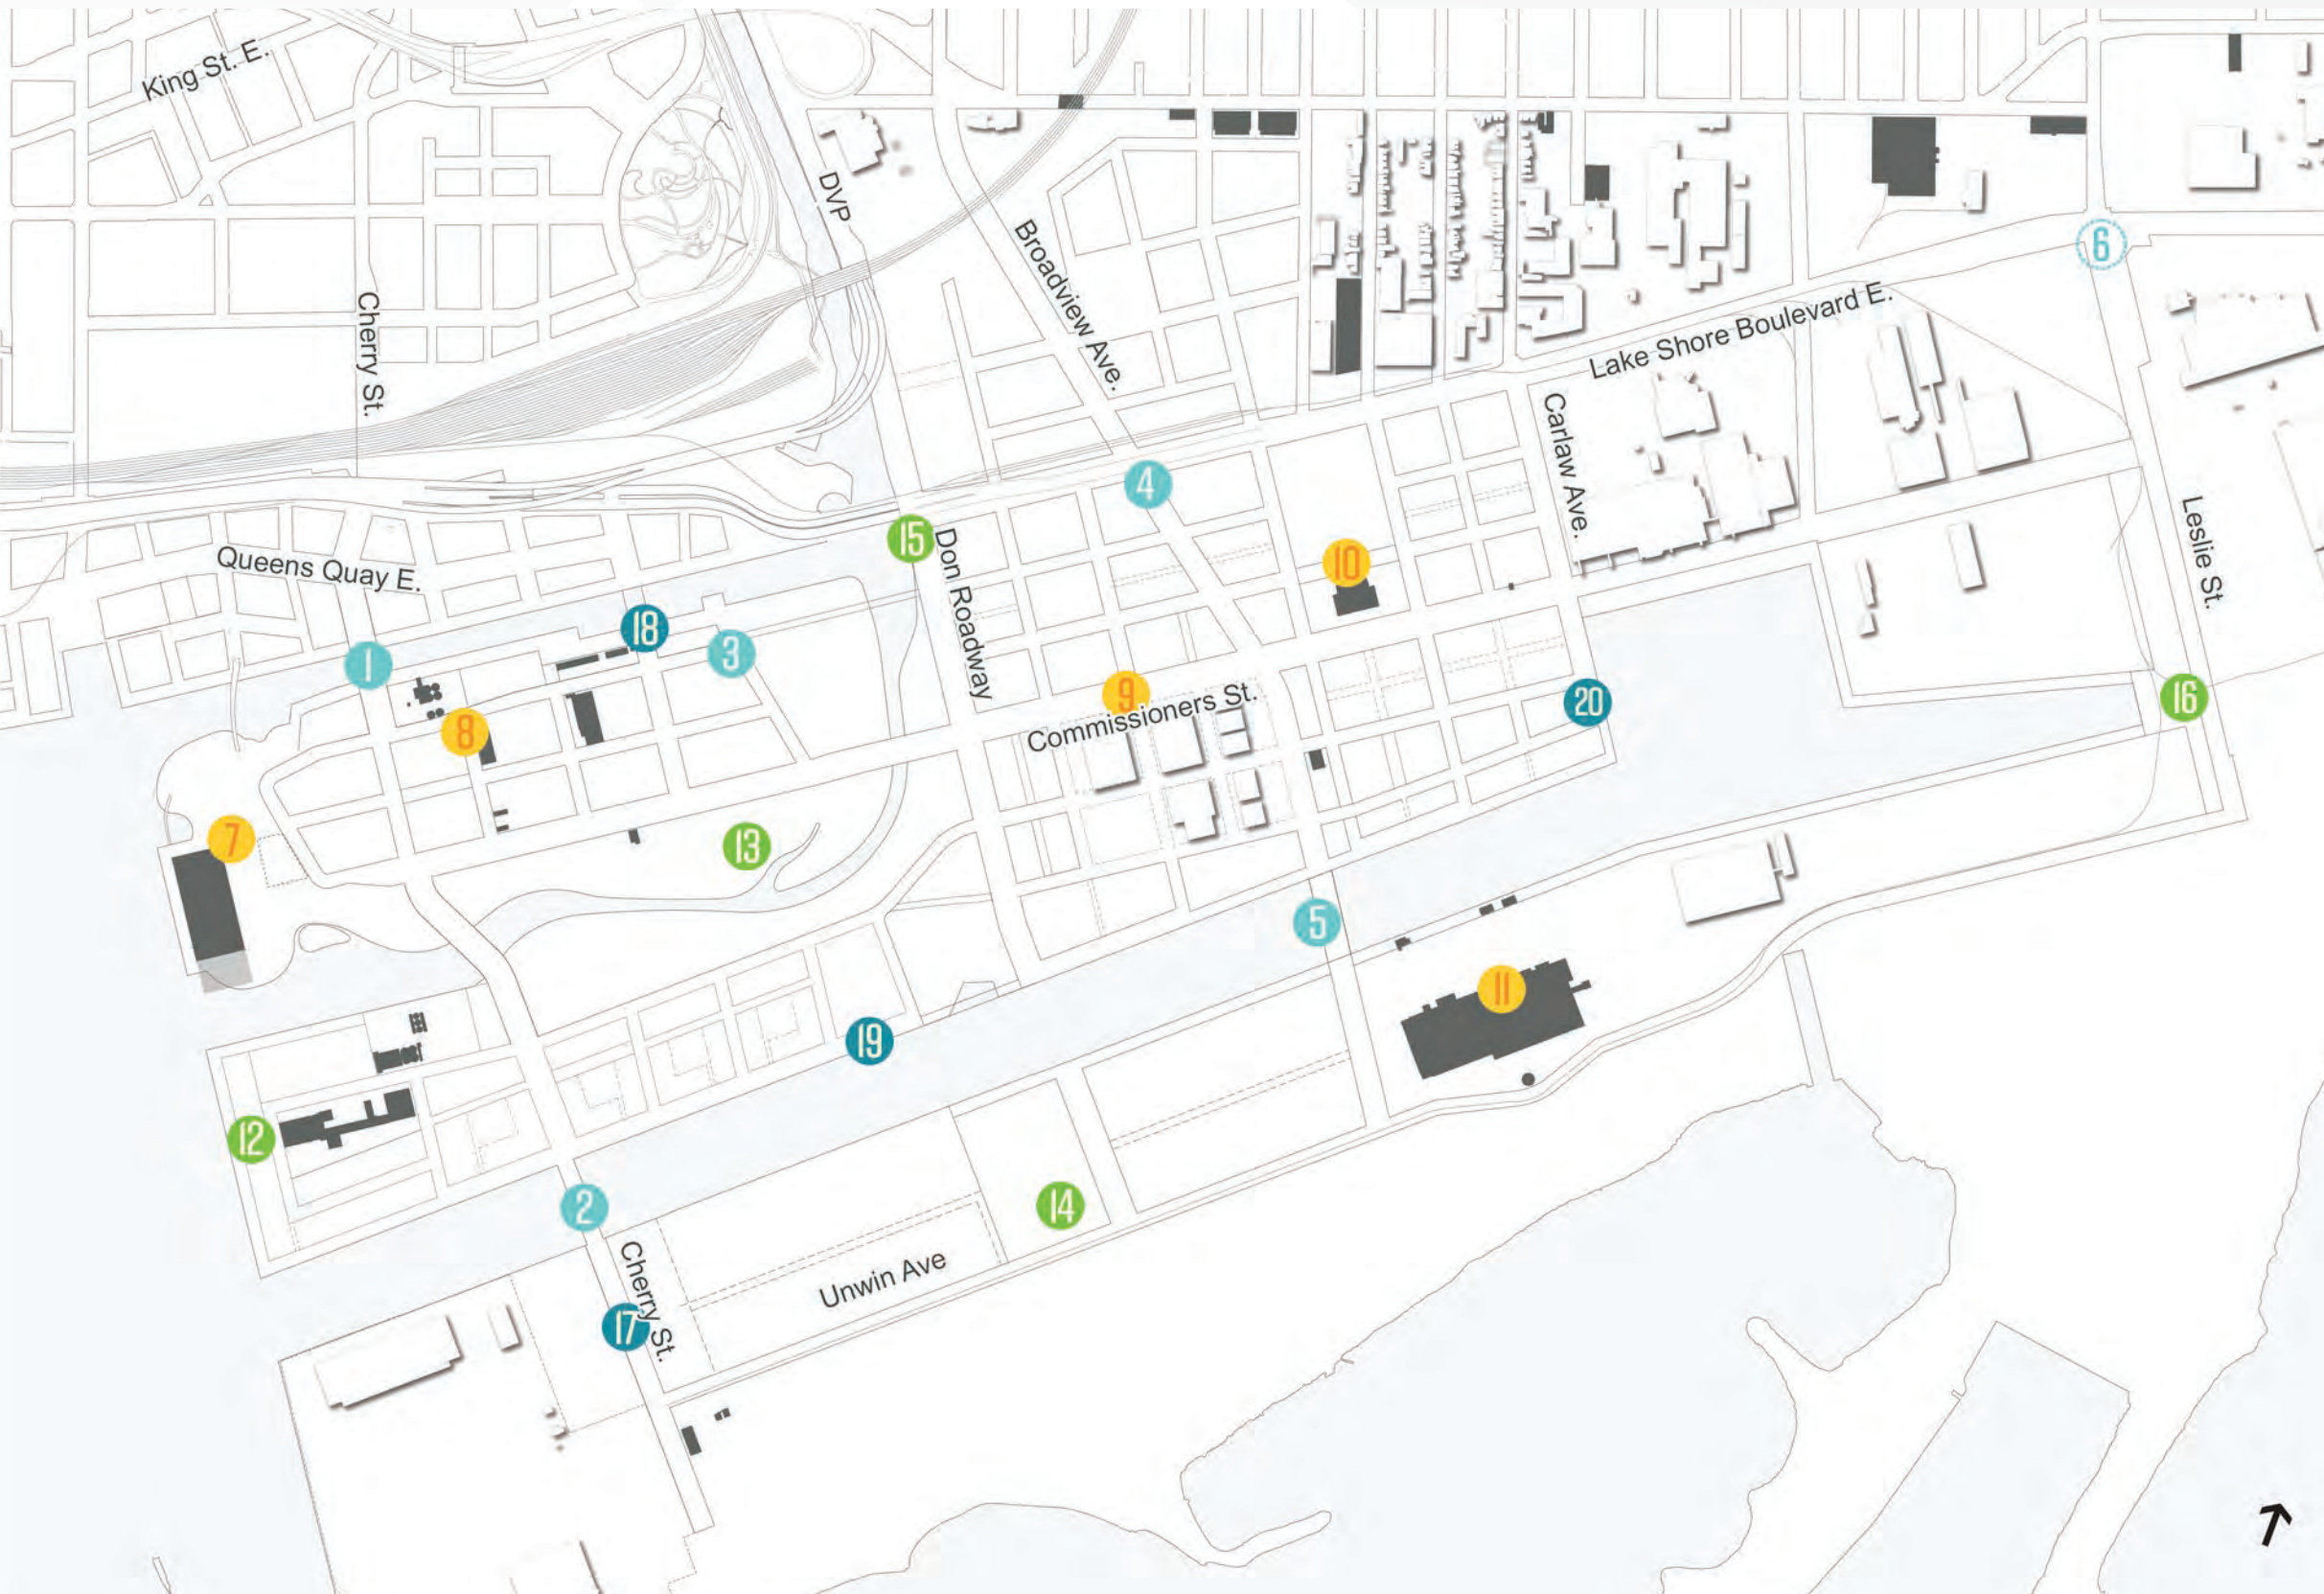 King St. E.
DVP
Broadview Ave.
6
Cherry St.
Lake Shore Boulevard E.
Carlaw Ave.
4
Leslie St.
15
Don Roadway
Queens Quay E.
10
18
3
1
9
Commissioners St.
20
16
8
7
13
5
11
19
12
2
14
Cherry St.
Unwin Ave
17